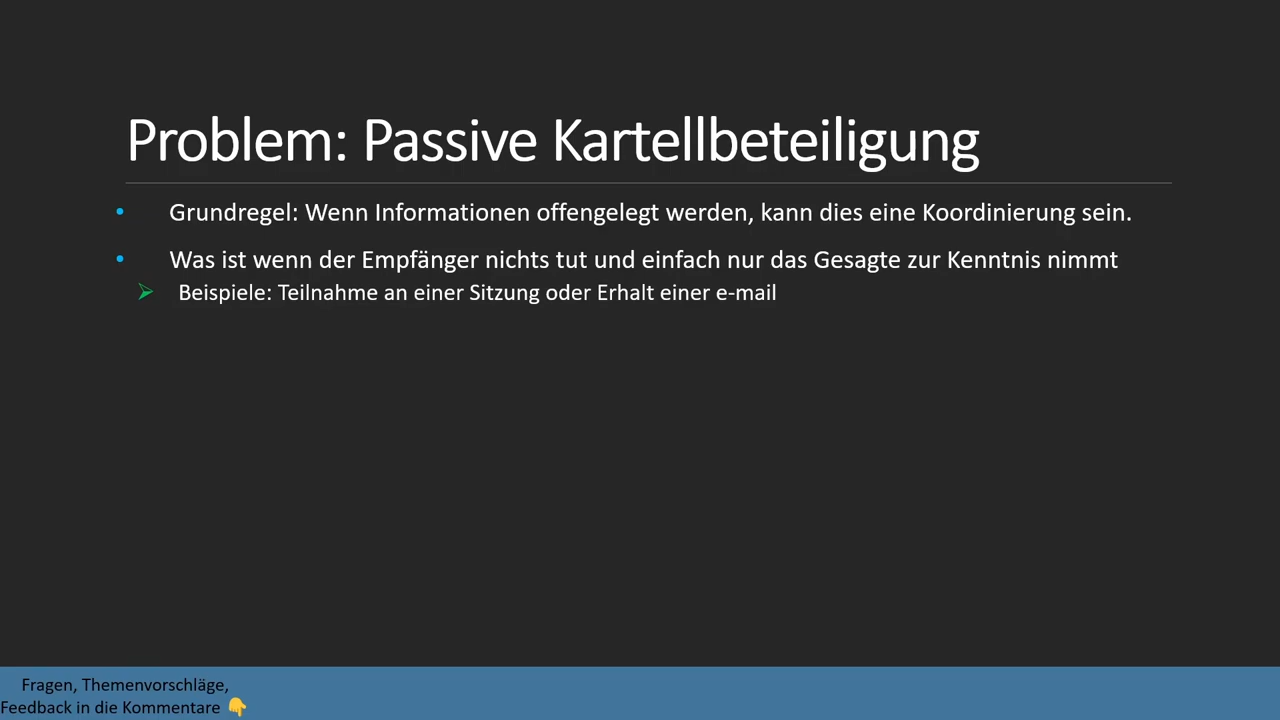 Problem: Passive Kartellbeteiligung
• Grundregel: Wenn Informationen offengelegt werden, kann dies eine Koordinierung sein.
• Was ist wenn der Empfänger nichts tut und einfach nur das Gesagte zur Kenntnis nimmt
➢ Beispiele: Teilnahme an einer Sitzung oder Erhalt einer e-mail
Fragen, Themenvorschläge,
Feedback in die Kommentare 👇